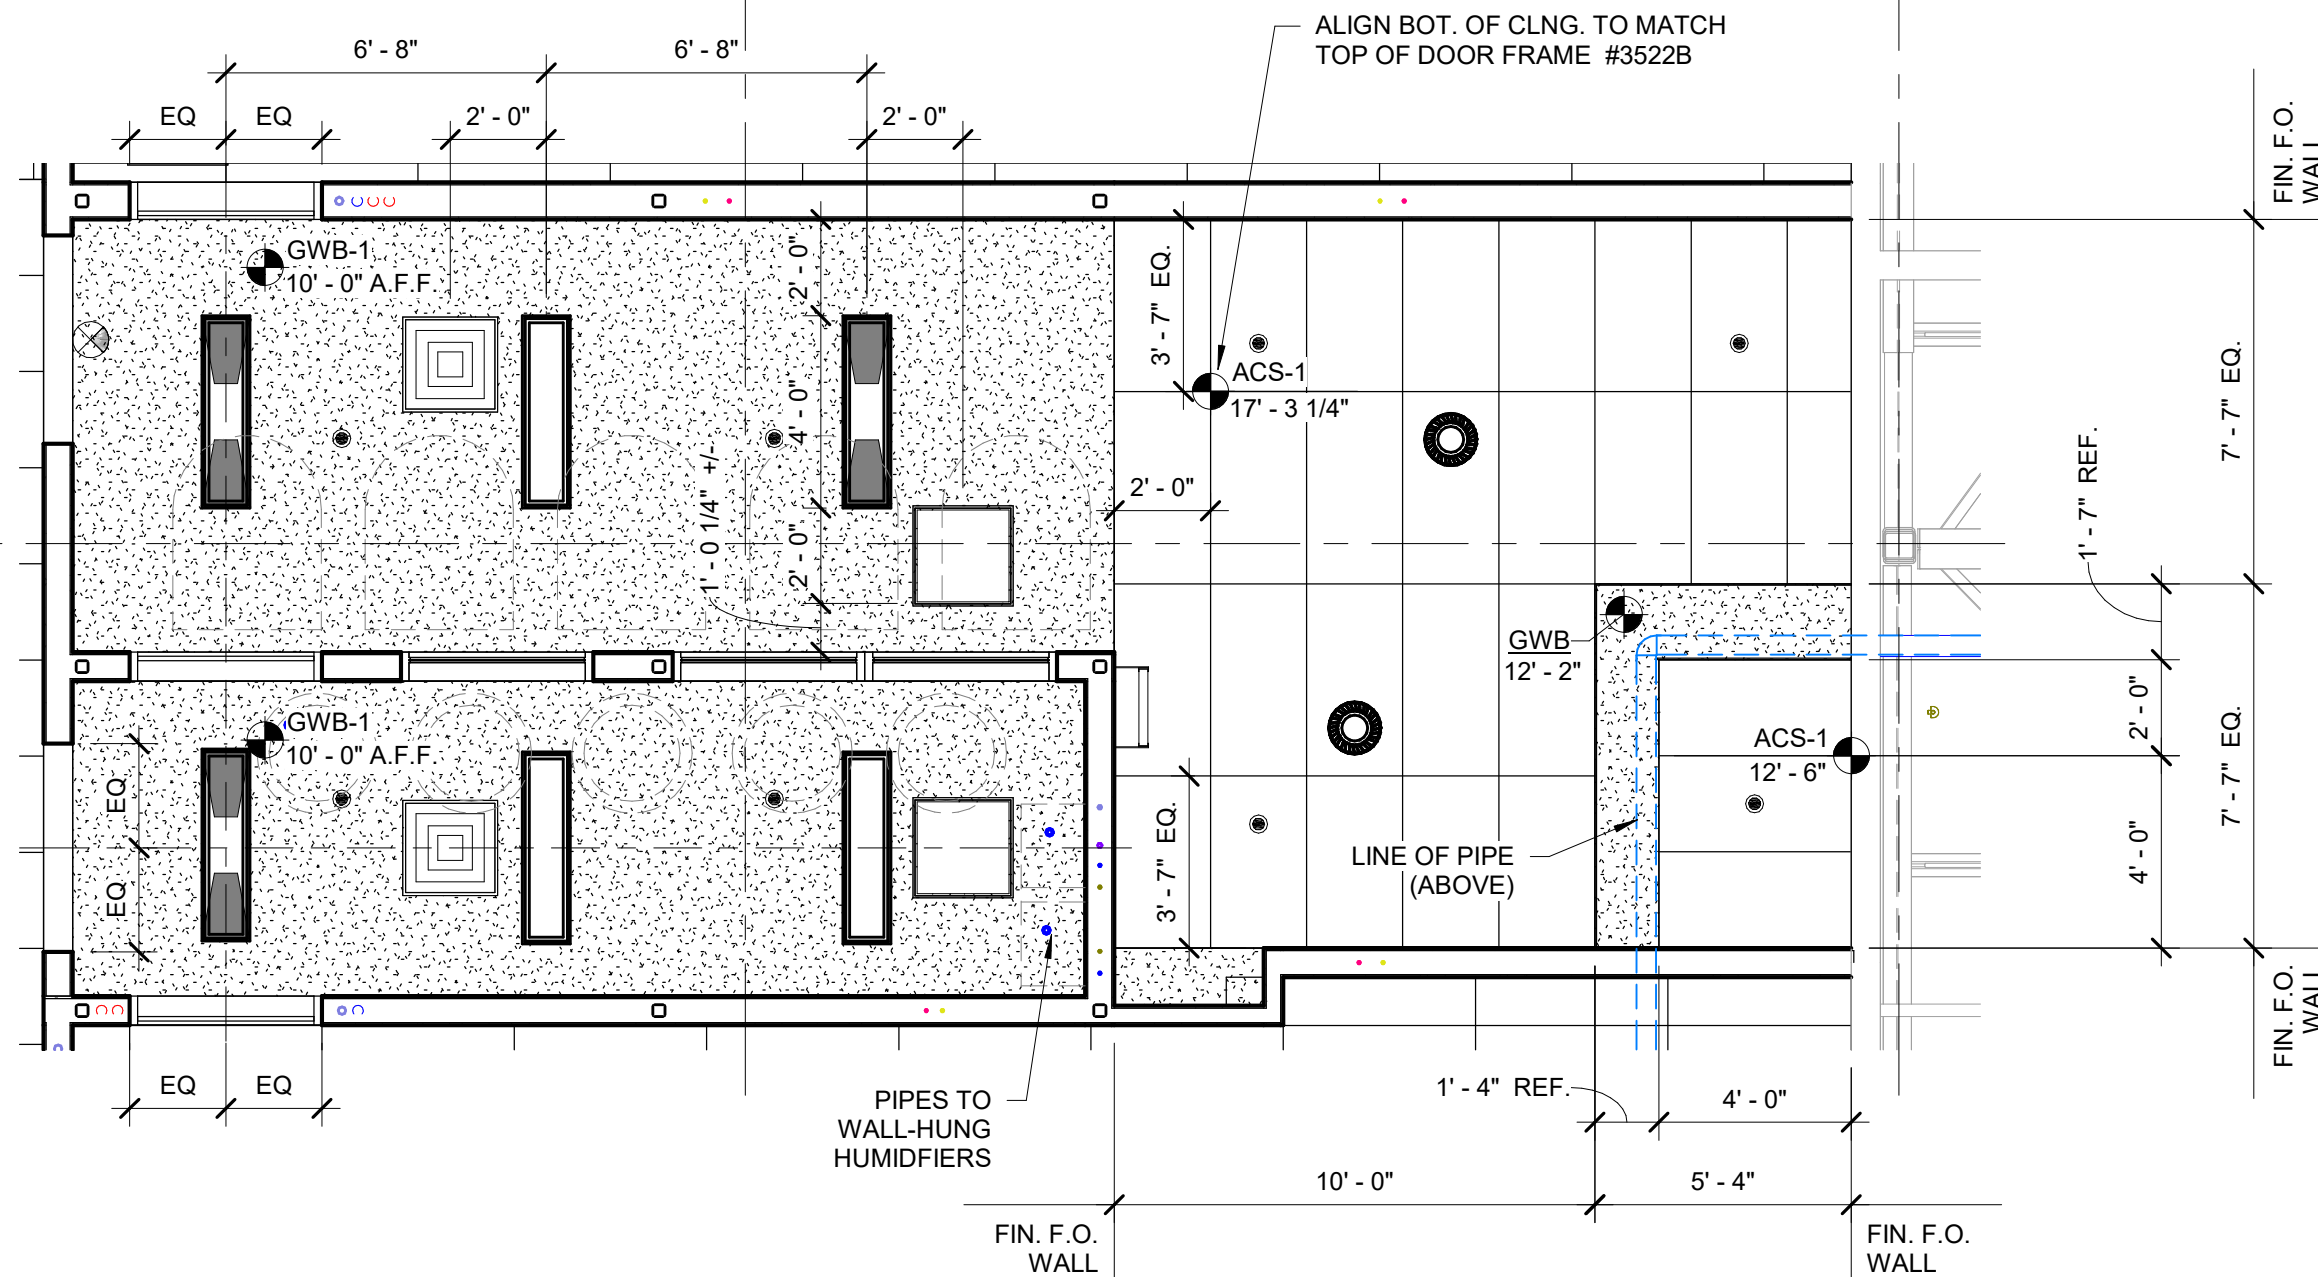 ALIGN BOT. OF CLNG. TO MATCH
TOP OF DOOR FRAME  #3522B
6' - 8"
6' - 8"
EQ
EQ
2' - 0"
2' - 0"
FIN. F.O.
WALL
GWB-1
10' - 0" A.F.F.
2' - 0"
4' - 0"
2' - 0"
1' - 0 1/4"  +/-
3' - 7"  EQ.
ACS-1
17' - 3 1/4"
2' - 0"
7' - 7"  EQ.
1' - 7"  REF.
GWB
12' - 2"
GWB-1
10' - 0" A.F.F.
EQ
EQ
ACS-1
12' - 6"
2' - 0"
4' - 0"
7' - 7"  EQ.
3' - 7"  EQ.
LINE OF PIPE
(ABOVE)
FIN. F.O.
WALL
EQ
EQ
PIPES TO
WALL-HUNG
HUMIDFIERS
1' - 4"  REF.
4' - 0"
10' - 0"
5' - 4"
FIN. F.O.
WALL
FIN. F.O.
WALL